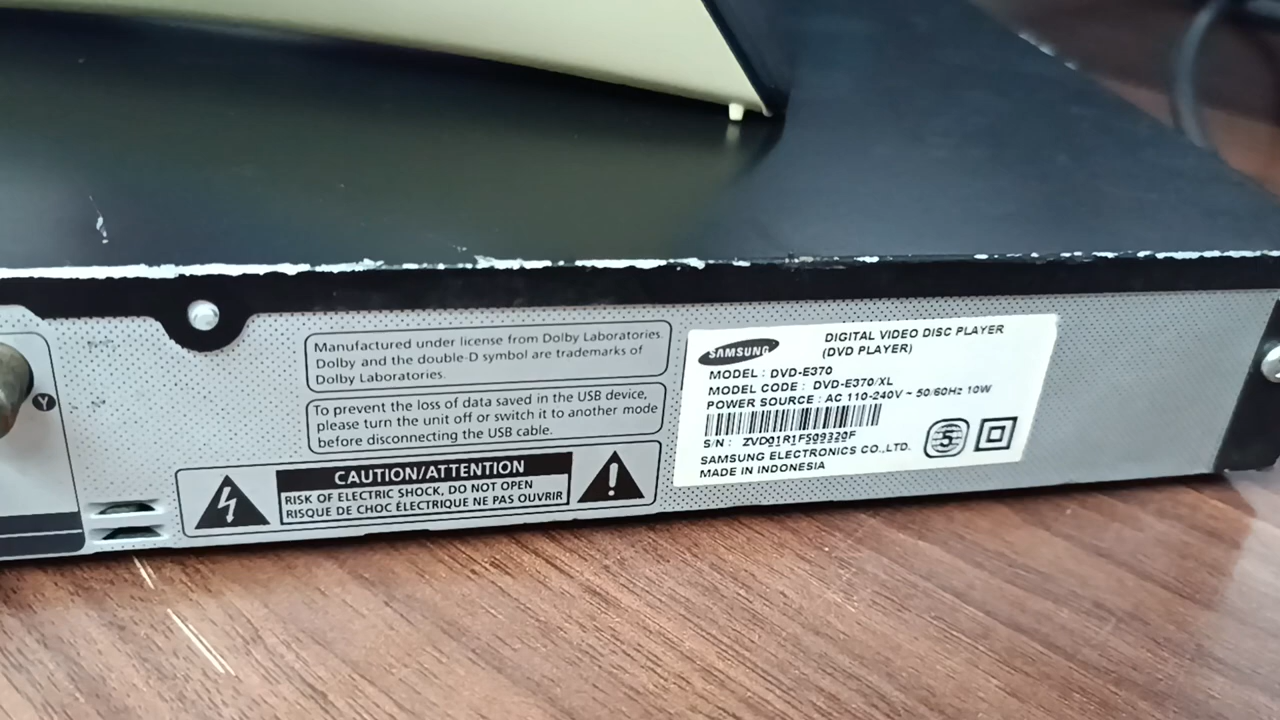 Manufactured under license from Dolby Laboratories.
Dolby and the double-D symbol are trademarks of
Dolby Laboratories.
To prevent the loss of data saved in the USB device,
please turn the unit off or switch it to another mode
before disconnecting the USB cable.
CAUTION/ATTENTION
RISK OF ELECTRIC SHOCK, DO NOT OPEN
RISQUE DE CHOC ÉLECTRIQUE NE PAS OUVRIR
Y
SAMSUNG
DIGITAL VIDEO DISC PLAYER
(DVD PLAYER)
MODEL : DVD-E370
MODEL CODE : DVD-E370/XL
POWER SOURCE : AC 110-240V ~ 50/60Hz 10W
S/N : ZVD01R1FS09320F
SAMSUNG ELECTRONICS CO.,LTD.
MADE IN INDONESIA
5